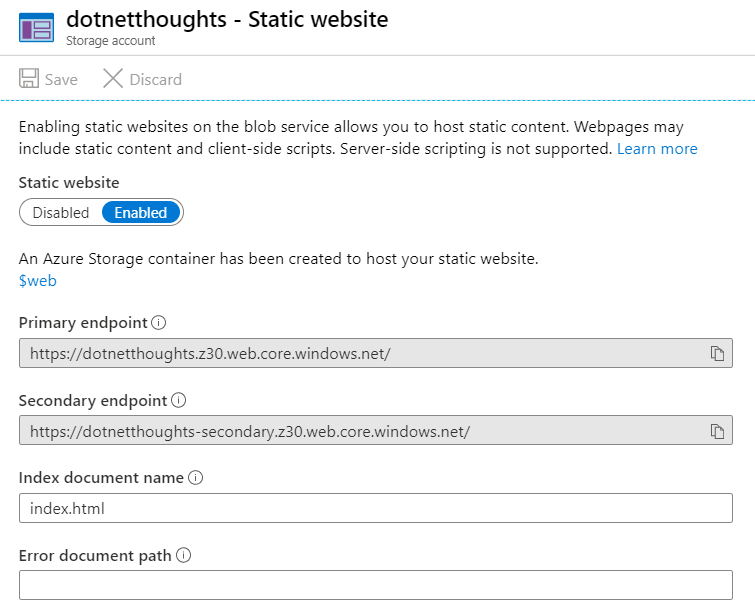 dotnetthoughts - Static website
Storage account
Save Discard
Enabling static websites on the blob service allows you to host static content. Webpages may
include static content and client-side scripts. Server-side scripting is not supported. Learn more
Static website
Disabled Enabled
An Azure Storage container has been created to host your static website.
$web
Primary endpoint
https://dotnetthoughts.z30.web.core.windows.net/
Secondary endpoint
https://dotnetthoughts-secondary.z30.web.core.windows.net/
Index document name
index.html
Error document path